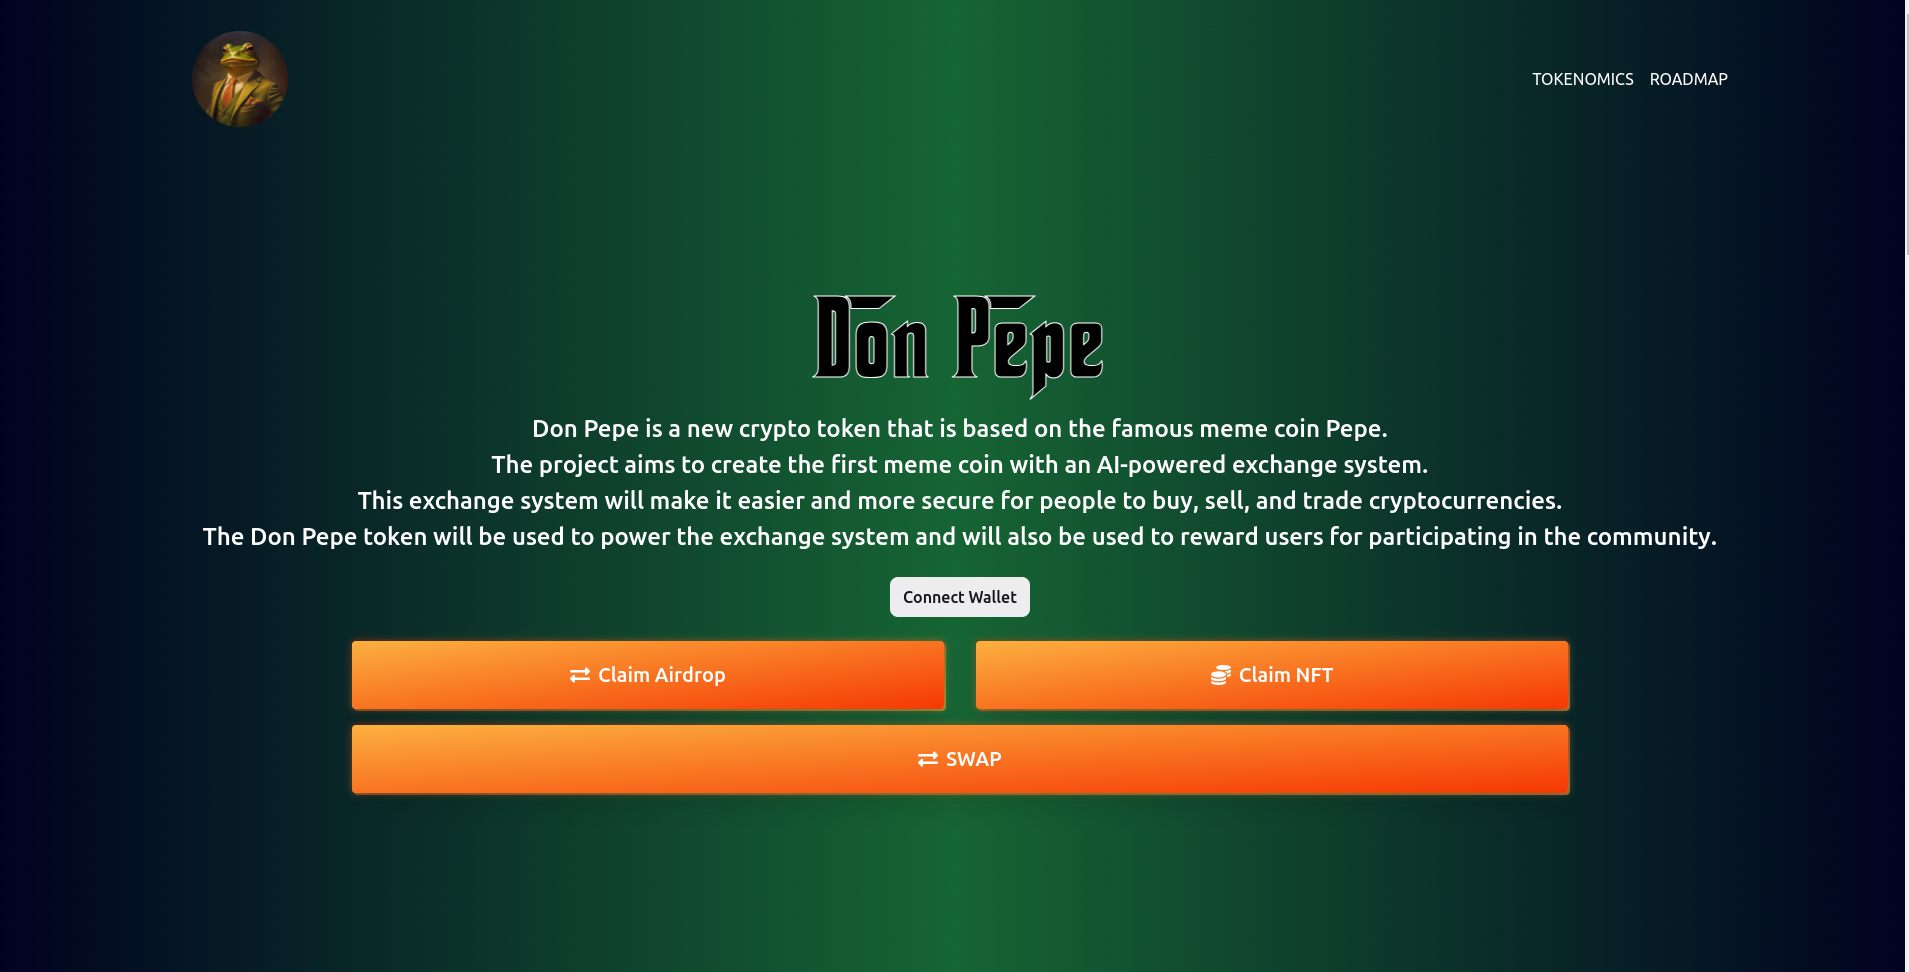 TOKENOMICS ROADMAP
Don Pepe
Don Pepe is a new crypto token that is based on the famous meme coin Pepe.
The project aims to create the first meme coin with an AI-powered exchange system.
This exchange system will make it easier and more secure for people to buy, sell, and trade cryptocurrencies.
The Don Pepe token will be used to power the exchange system and will also be used to reward users for participating in the community.
Connect Wallet
Claim Airdrop
Claim NFT
SWAP